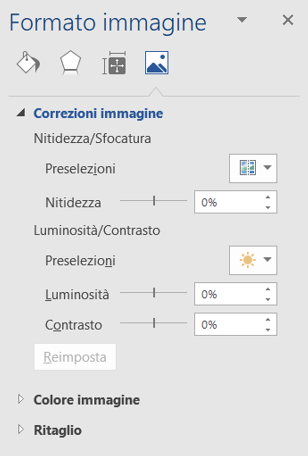 Formato immagine
Correzioni immagine
Nitidezza/Sfocatura
Preselezioni
Nitidezza 0%
Luminosità/Contrasto
Preselezioni
Luminosità 0%
Contrasto 0%
Reimposta
Colore immagine
Ritaglio